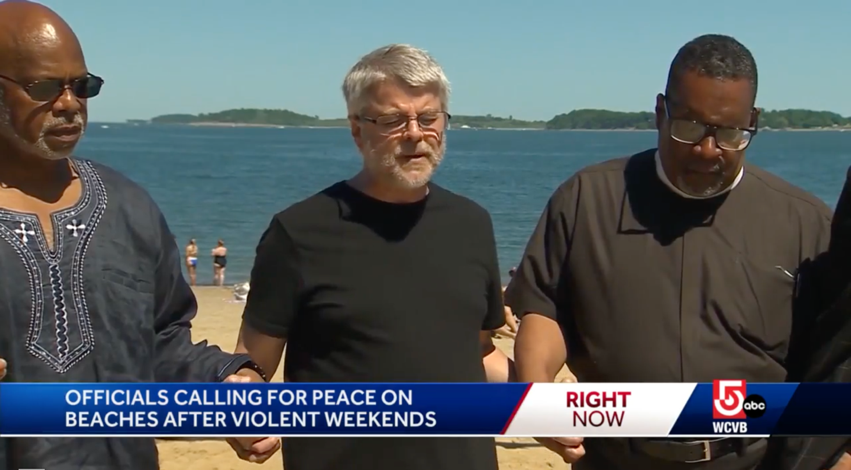 OFFICIALS CALLING FOR PEACE ON
BEACHES AFTER VIOLENT WEEKENDS
RIGHT
NOW
5
abc
WCVB